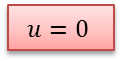 u = 0